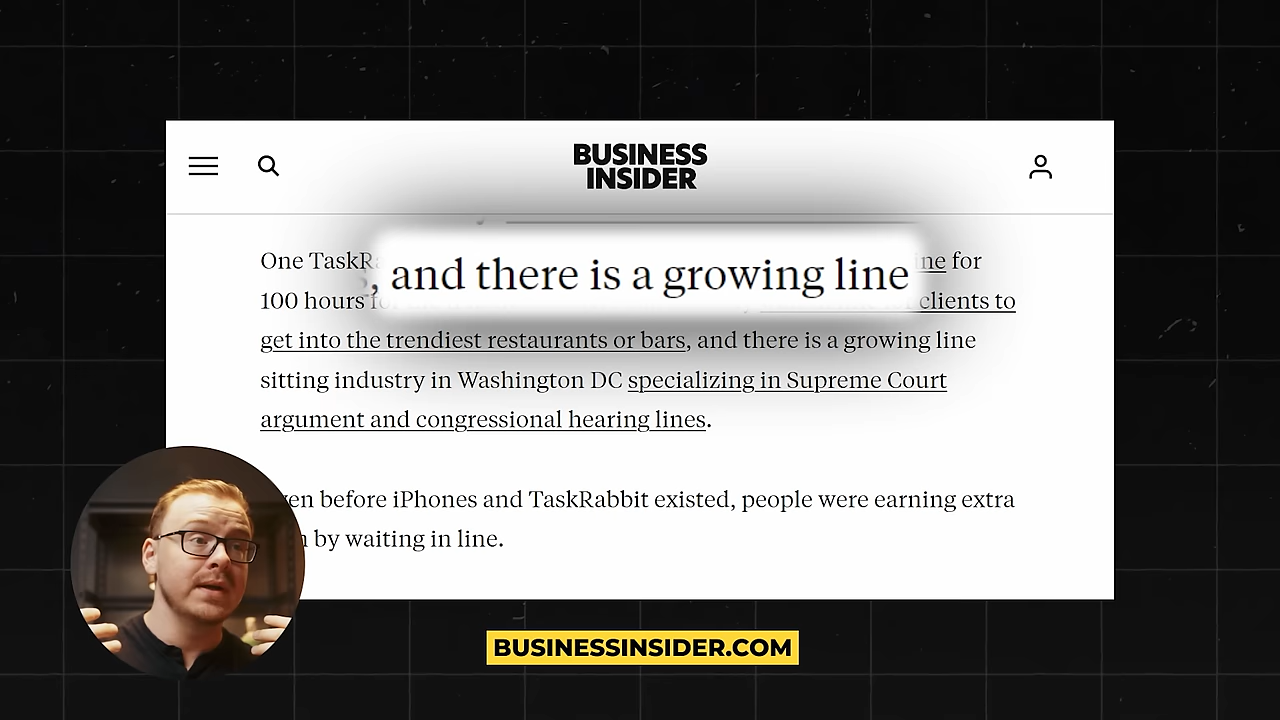 BUSINESS
INSIDER
One TaskRa
, and there is a growing line
ine for
100 hours
clients to
get into the trendiest restaurants or bars, and there is a growing line
sitting industry in Washington DC specializing in Supreme Court
argument and congressional hearing lines.
en before iPhones and TaskRabbit existed, people were earning extra
by waiting in line.
BUSINESSINSIDER.COM